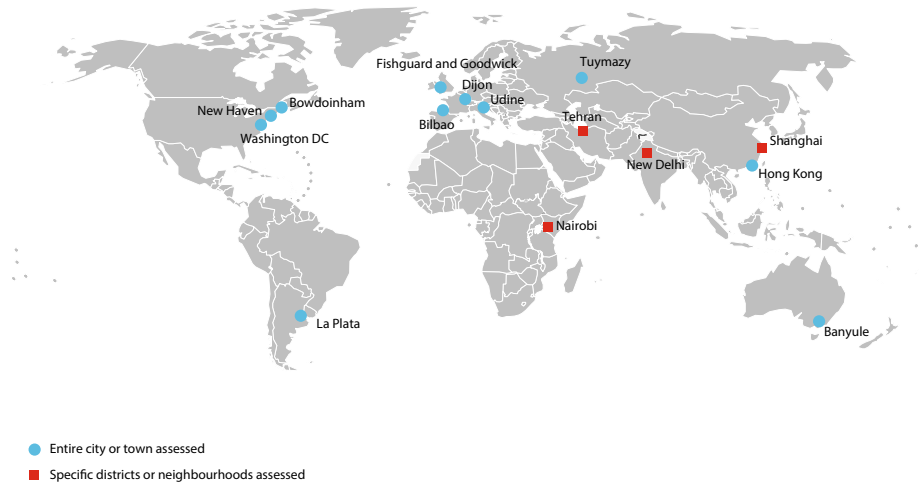 Fishguard and Goodwick
Tuymazy
Dijon
Udine
Bowdoinham
New Haven
Bilbao
Tehran
Washington DC
Shanghai
New Delhi
Hong Kong
Nairobi
La Plata
Banyule
Entire city or town assessed
Specific districts or neighbourhoods assessed